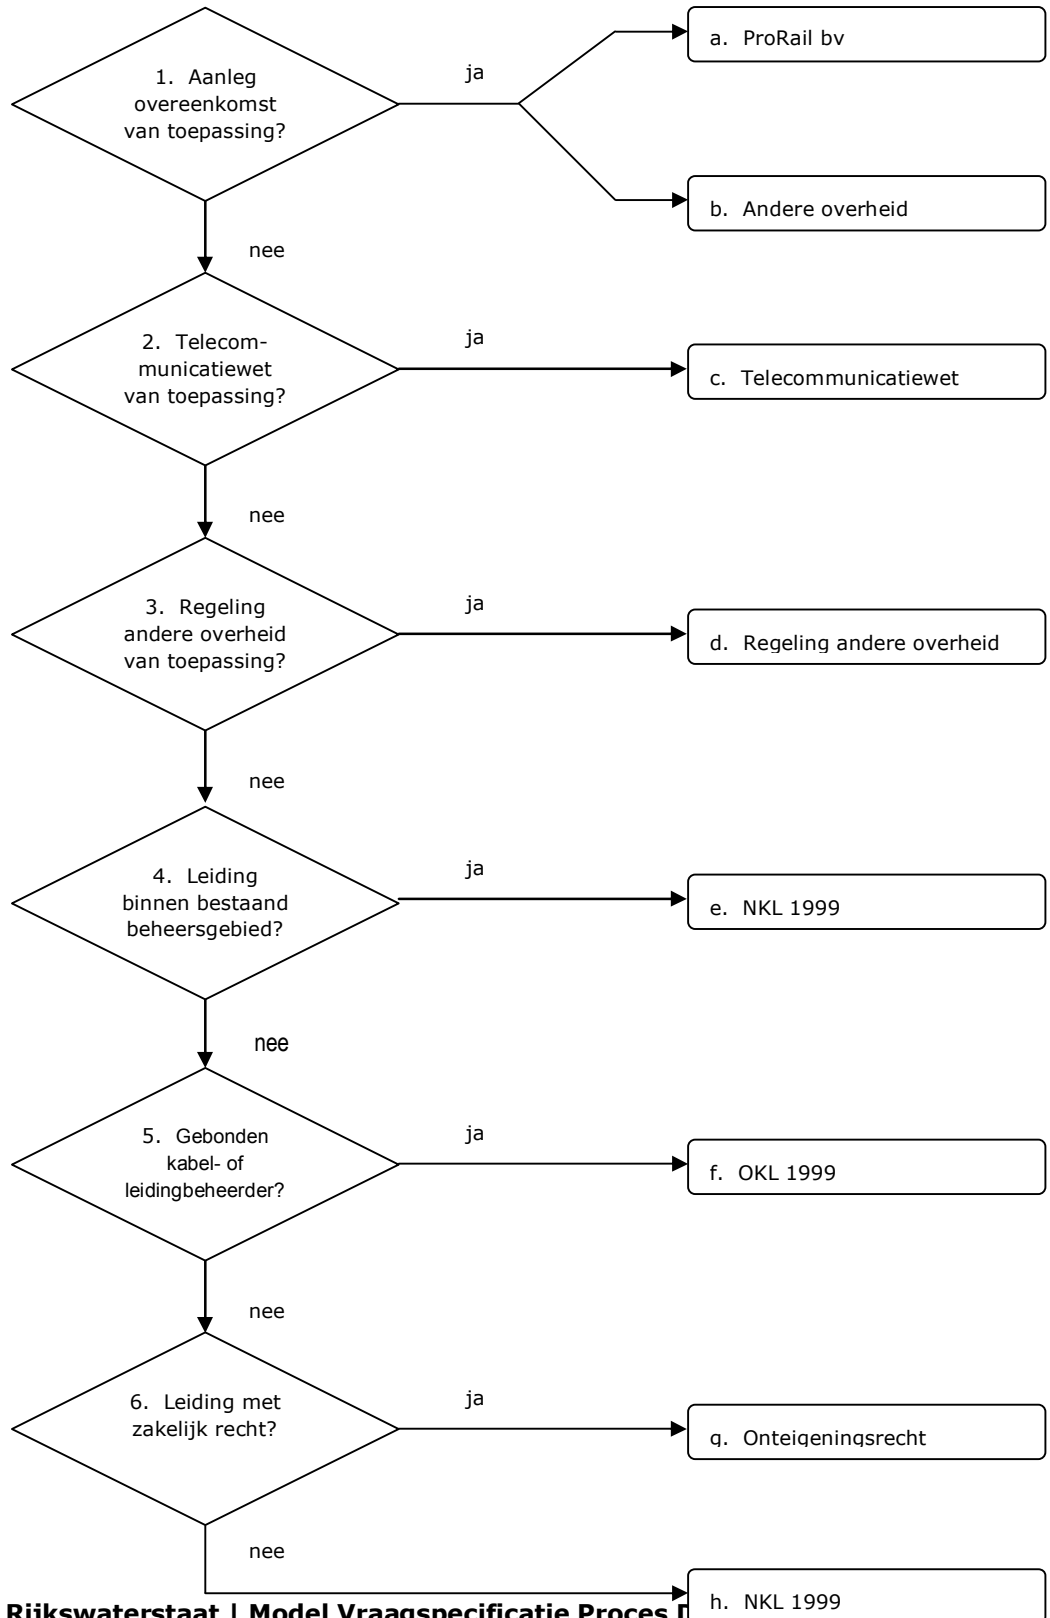 1. Aanleg
overeenkomst
van toepassing?
ja
a. ProRail bv
b. Andere overheid
nee
2. Telecom-
municatiewet
van toepassing?
ja
c. Telecommunicatiewet
nee
3. Regeling
andere overheid
van toepassing?
ja
d. Regeling andere overheid
nee
4. Leiding
binnen bestaand
beheersgebied?
ja
e. NKL 1999
nee
5. Gebonden
kabel- of
leidingbeheerder?
ja
f. OKL 1999
nee
6. Leiding met
zakelijk recht?
ja
g. Onteigeningsrecht
nee
h. NKL 1999
Rijkswaterstaat | Model Vraagspecificatie Proces